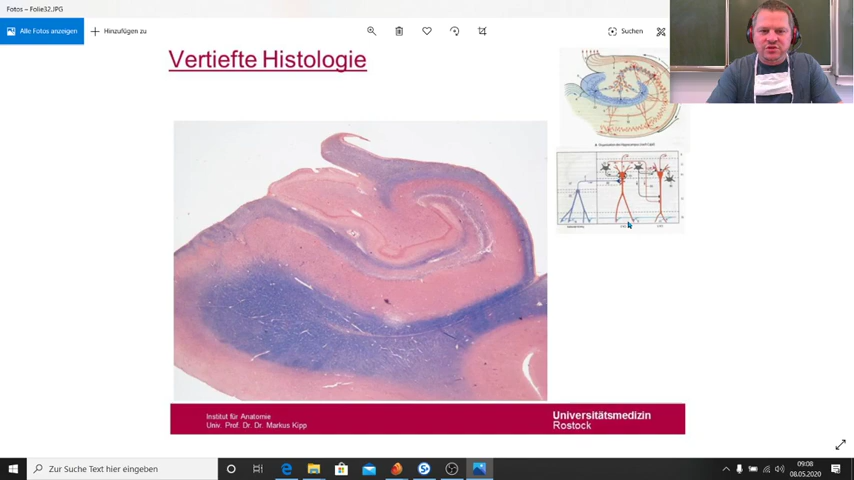 Fotos – Folie32.JPG
Alle Fotos anzeigen
Hinzufügen zu
Suchen
Vertiefte Histologie
Institut für Anatomie
Univ. Prof. Dr. Dr. Markus Kipp
Universitätsmedizin
Rostock
Zur Suche Text hier eingeben
09:08
08.05.2020